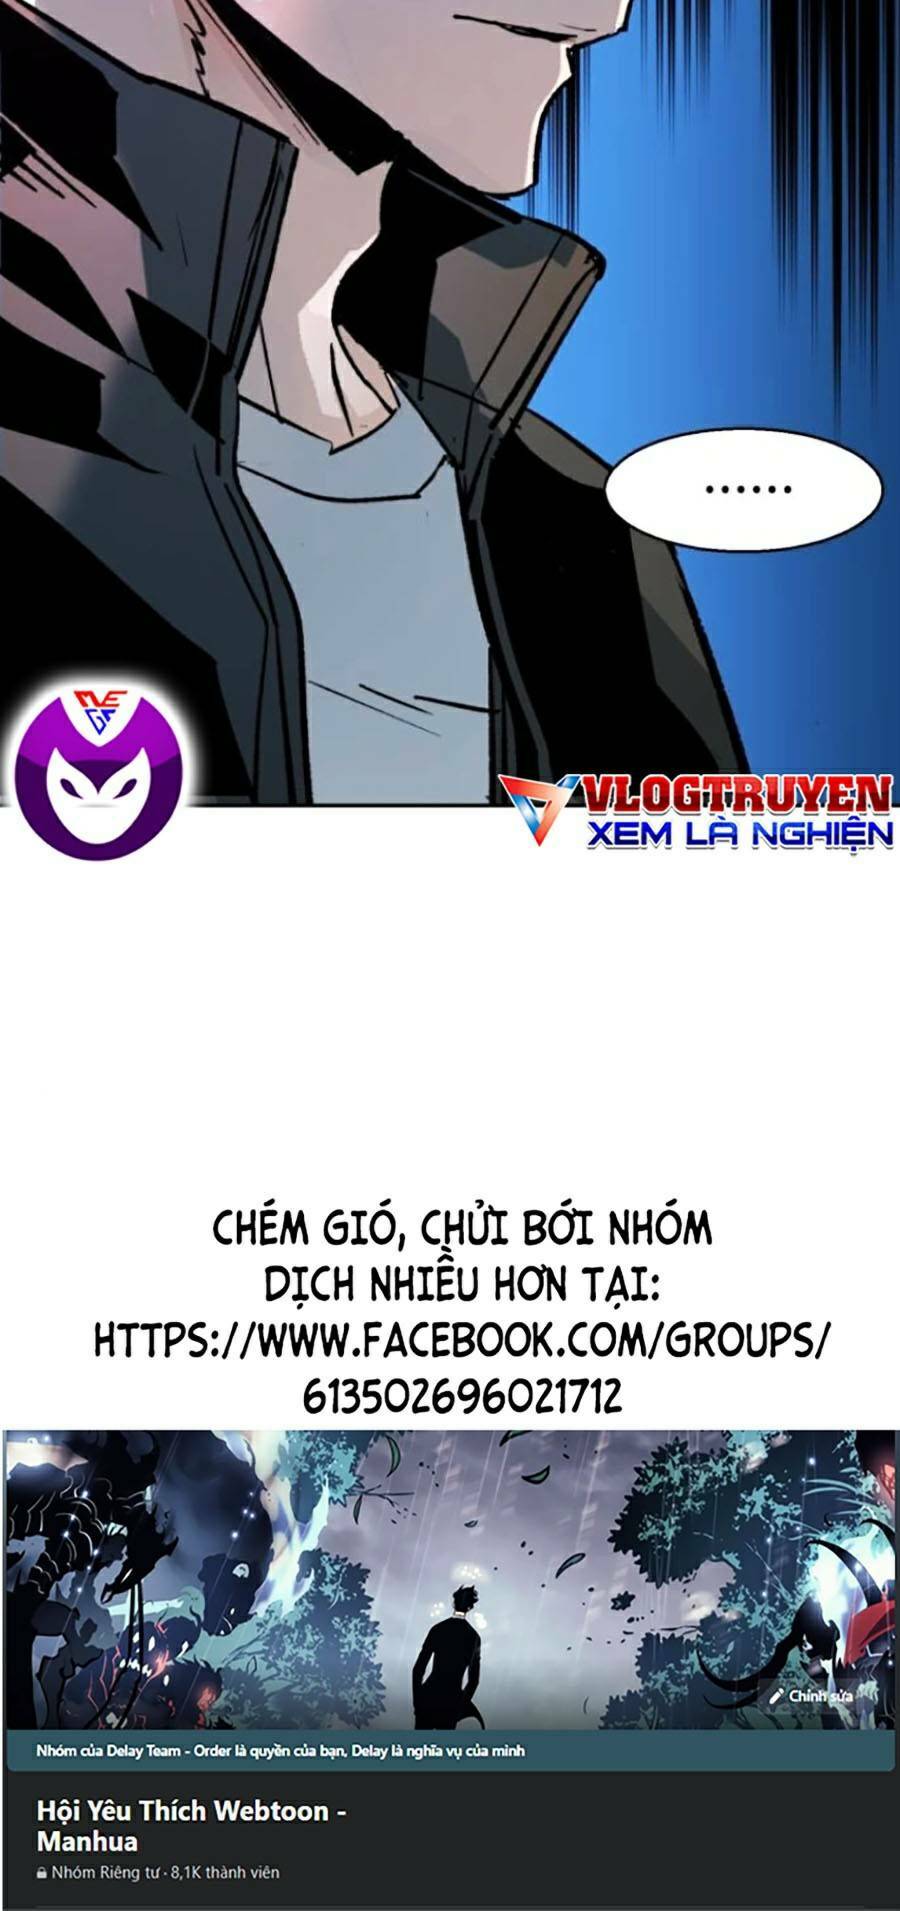 ......
ME
GF
VLOGTRUYEN
XEM LÀ NGHIỆN
CHÉM GIÓ, CHỬI BỚI NHÓM
DỊCH NHIỀU HƠN TẠI:
HTTPS://WWW.FACEBOOK.COM/GROUPS/
613502696021712
Chỉnh sửa
Nhóm của Delay Team - Order là quyền của bạn, Delay là nghĩa vụ của mình
Hội Yêu Thích Webtoon -
Manhua
Nhóm Riêng tư · 8,1K thành viên